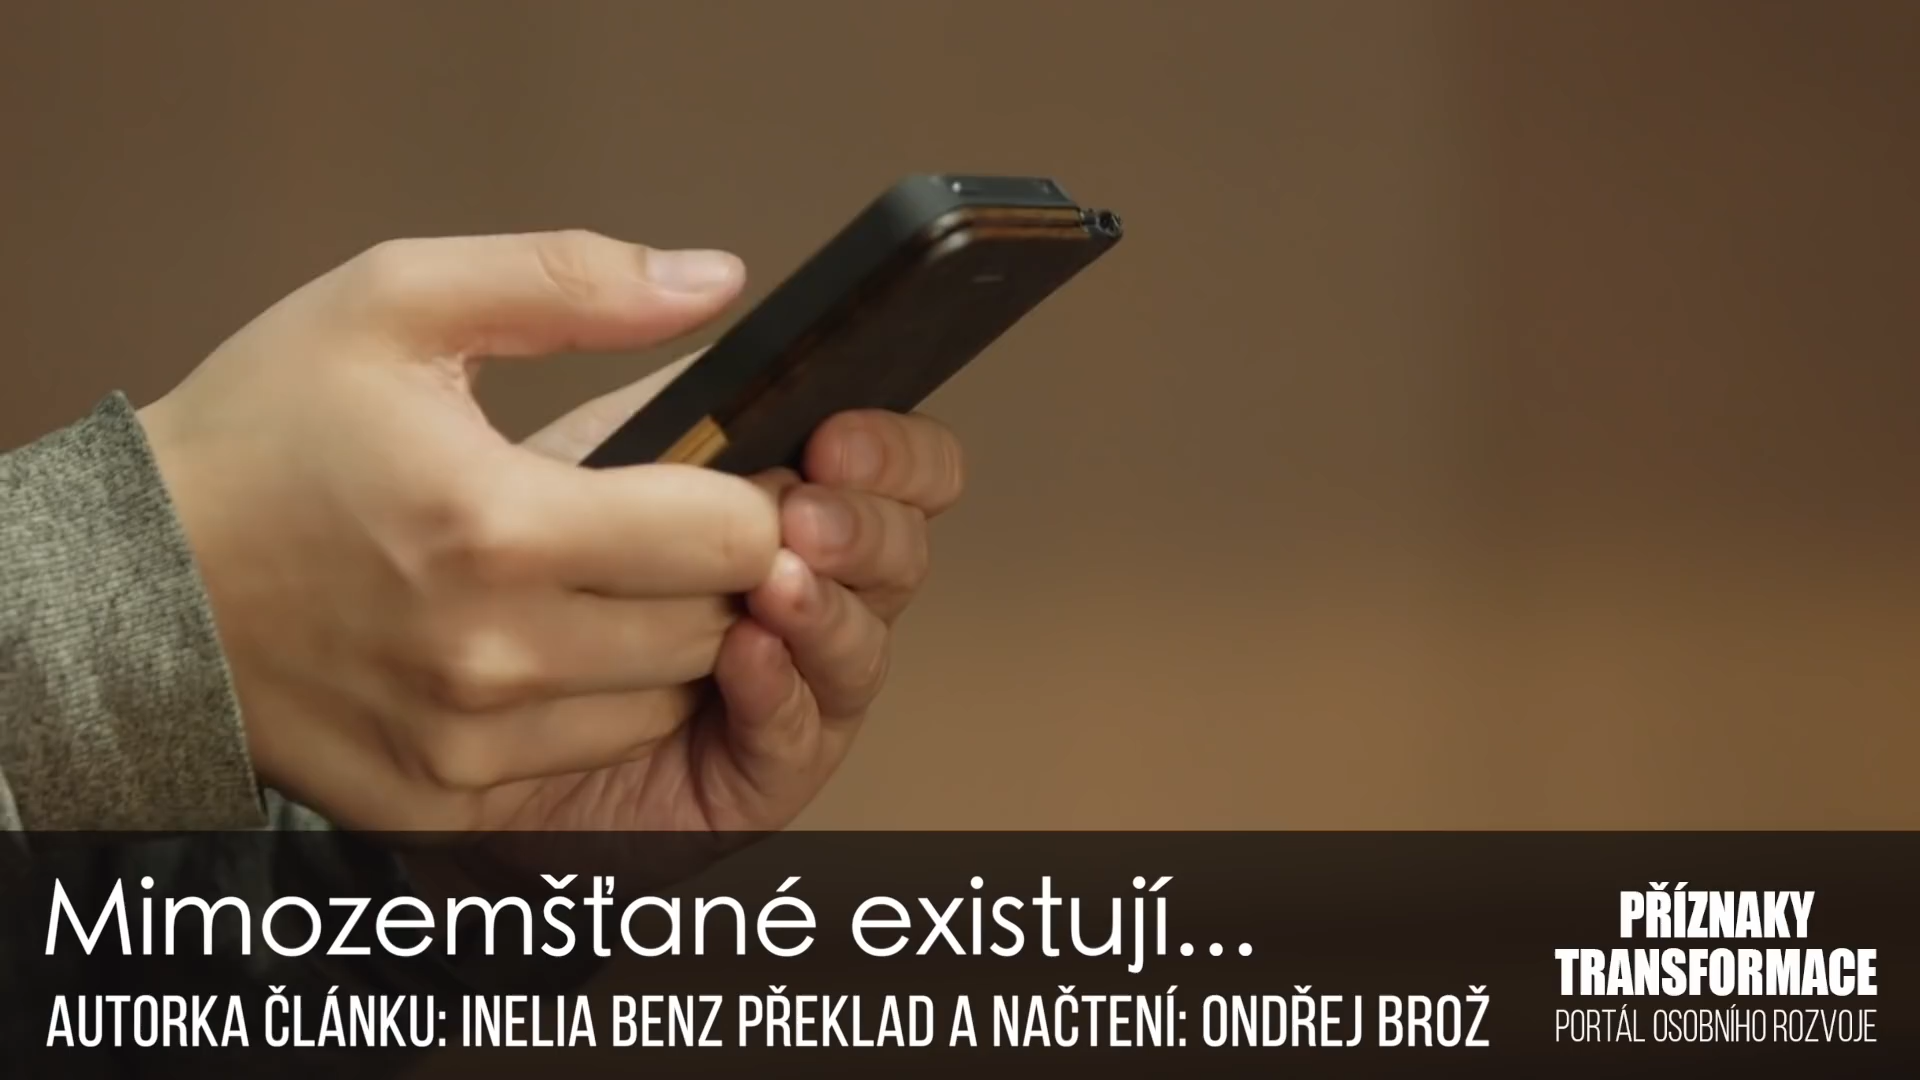 Mimozemšťané existují...
AUTORKA ČLÁNKU: INELIA BENZ PŘEKLAD A NAČTENÍ: ONDŘEJ BROŽ
PŘÍZNAKY
TRANSFORMACE
PORTÁL OSOBNÍHO ROZVOJE